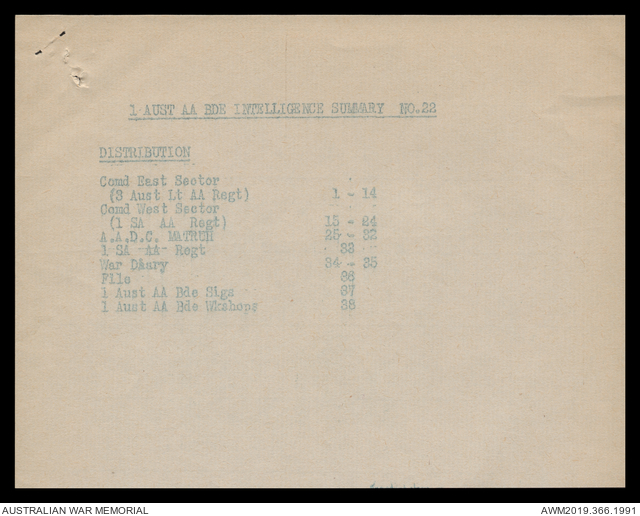 1 AUST AA BDE INTELLIGENCE SUMMARY NO.22
DISTRIBUTION
Comd East Sector
(3 Aust Lt AA Regt) 1 - 14
Comd West Sector
(1 SA AA Regt) 15 - 24
A.A.D.C. MATRUH 25 - 32
1 SA AA Regt 33
War Diary 34 - 35
File 36
1 Aust AA Bde Sigs 37
1 Aust AA Bde Wkshops 38
AUSTRALIAN WAR MEMORIAL
AWM2019.366.1991